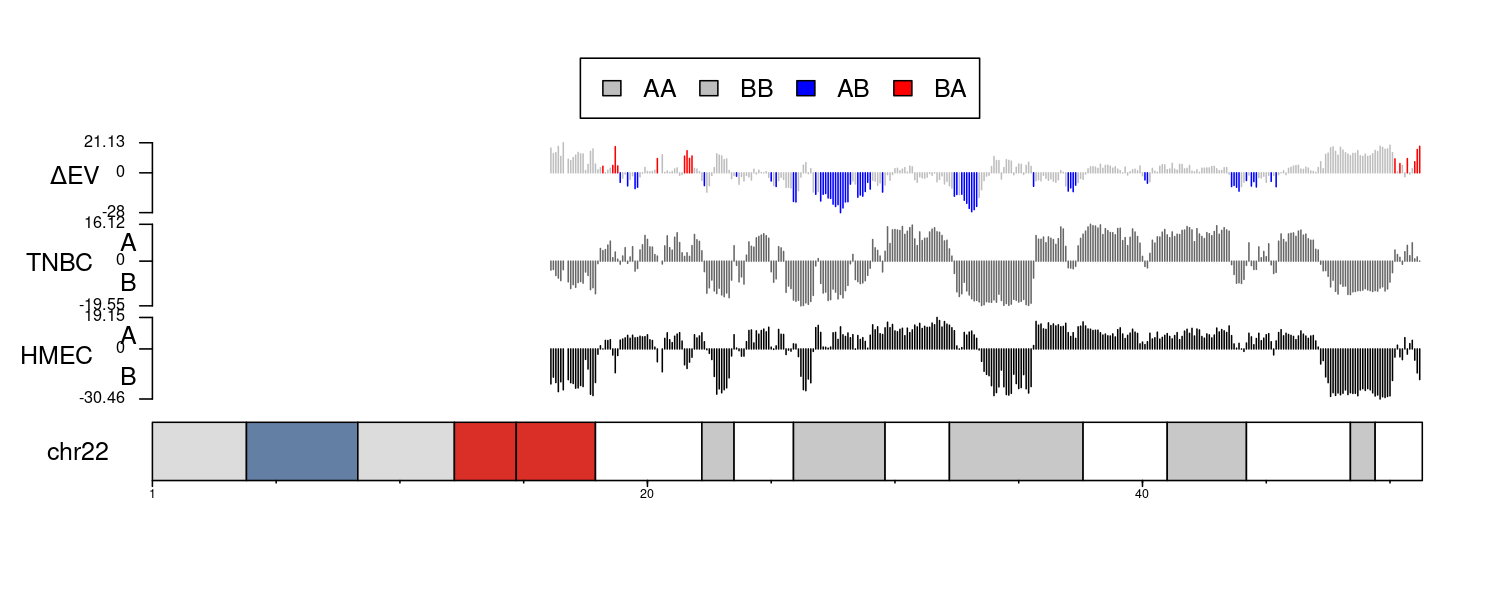 AA BB AB BA
21.13
ΔEV 0
-28
16.12
A
TNBC 0
B
-19.55
19.15
A
HMEC 0
B
-30.46
chr22
1 20 40